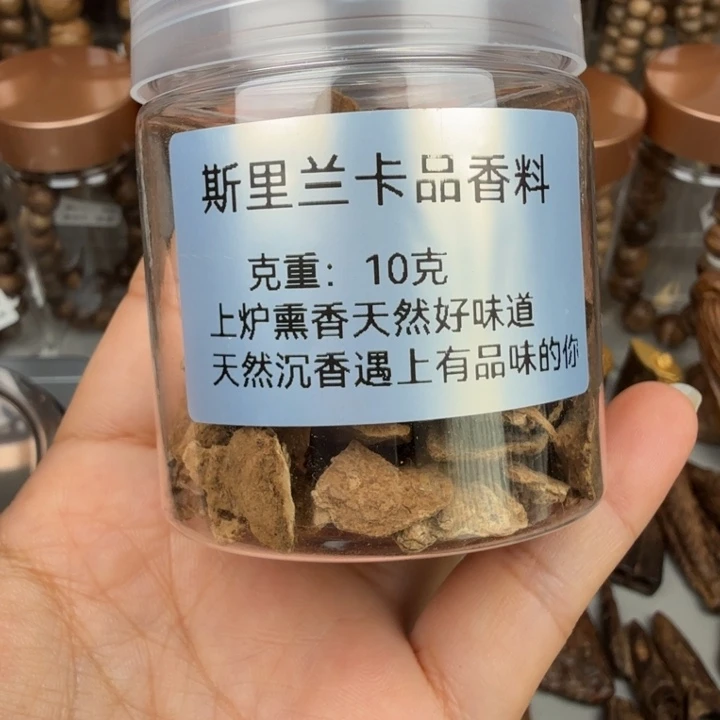 斯里兰卡品香料
克重：10克
上炉熏香天然好味道
天然沉香遇上有品味的你